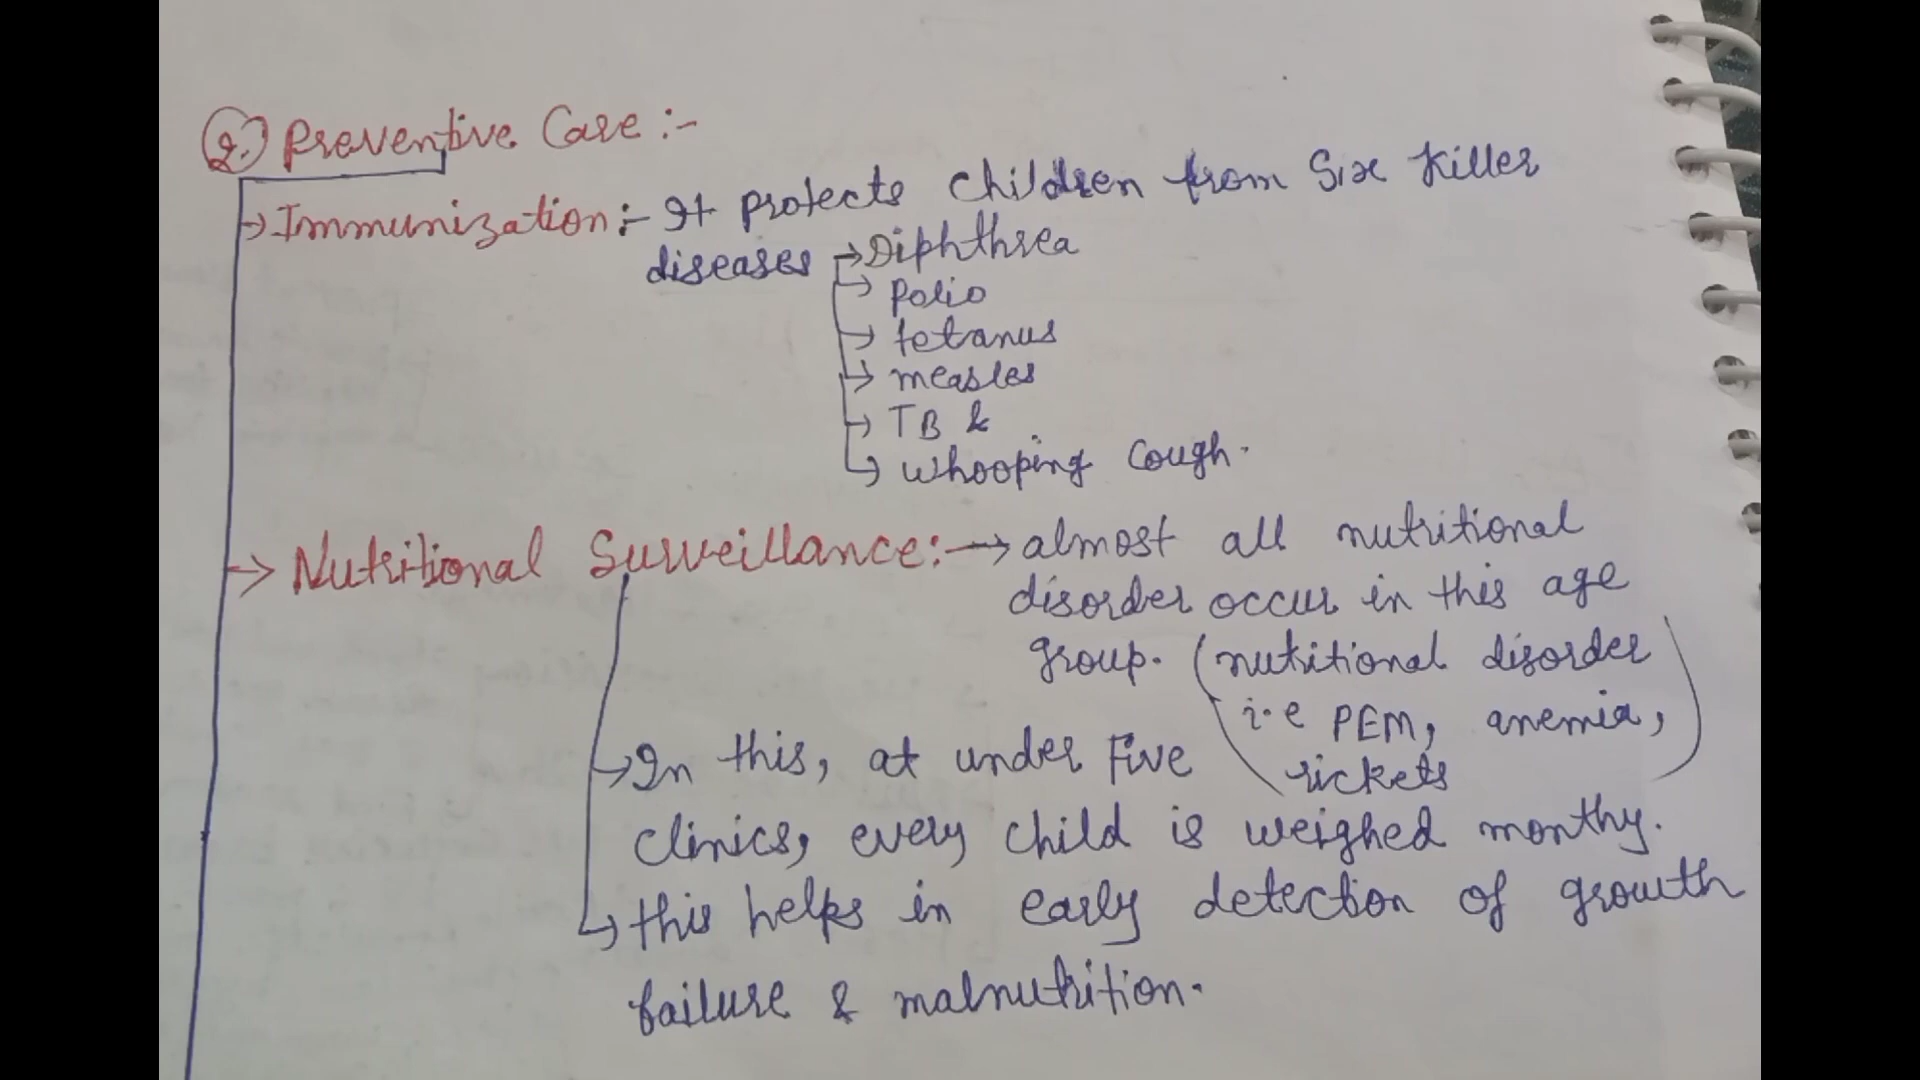 2. Preventive Care :-
→ Immunization :- It protects children from Six Killer
diseases → Diphthrea
→ Polio
→ tetanus
→ measles
→ TB &
→ whooping cough.
→ Nutritional Surveillance :- → almost all nutritional
disorder occur in this age
group. (nutritional disorder
i.e PEM, anemia,
rickets)
→ In this, at under Five
clinics, every child is weighed monthy.
→ this helps in early detection of growth
failure & malnutrition.